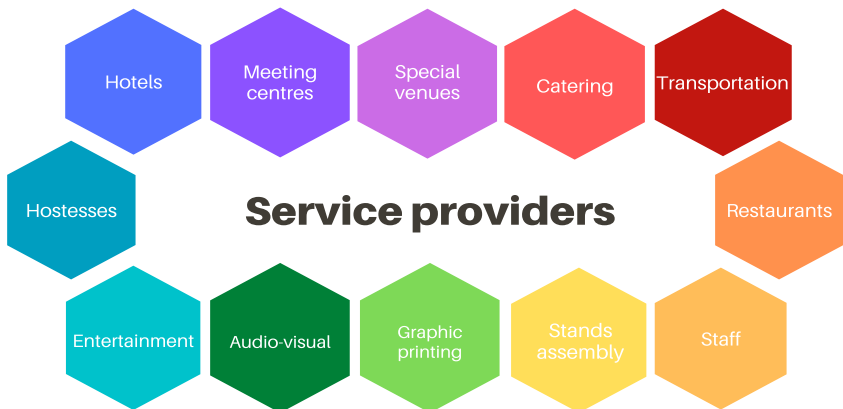 Hotels
Meeting
centres
Special
venues
Catering
Transportation
Hostesses
Service providers
Restaurants
Entertainment
Audio-visual
Graphic
printing
Stands
assembly
Staff